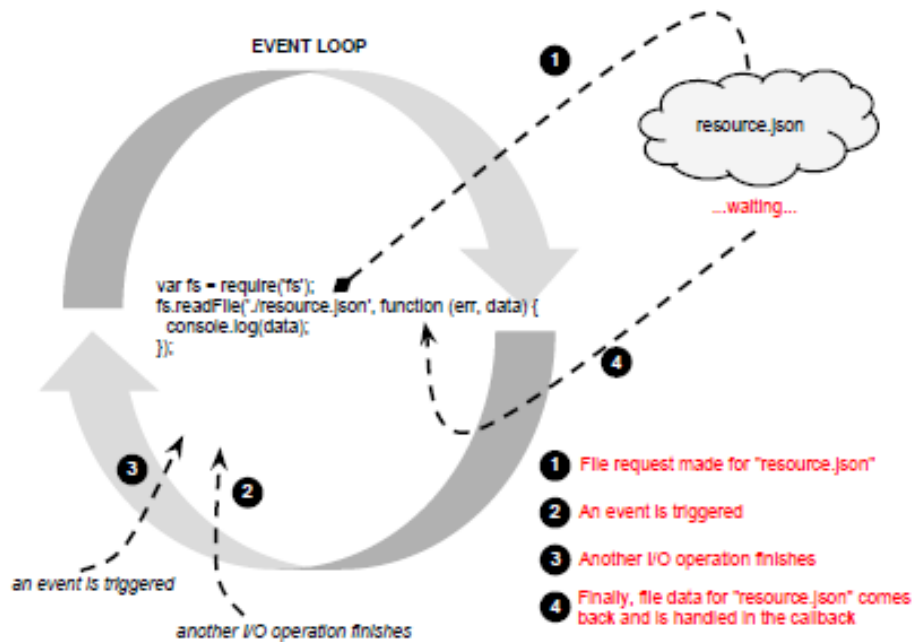 EVENT LOOP
1
resource.json
...waiting...
var fs = require('fs');
fs.readFile('./resource.json', function (err, data) {
console.log(data);
});
4
3
2
an event is triggered
another I/O operation finishes
1 File request made for "resource.json"
2 An event is triggered
3 Another I/O operation finishes
4 Finally, file data for "resource.json" comes
back and is handled in the callback